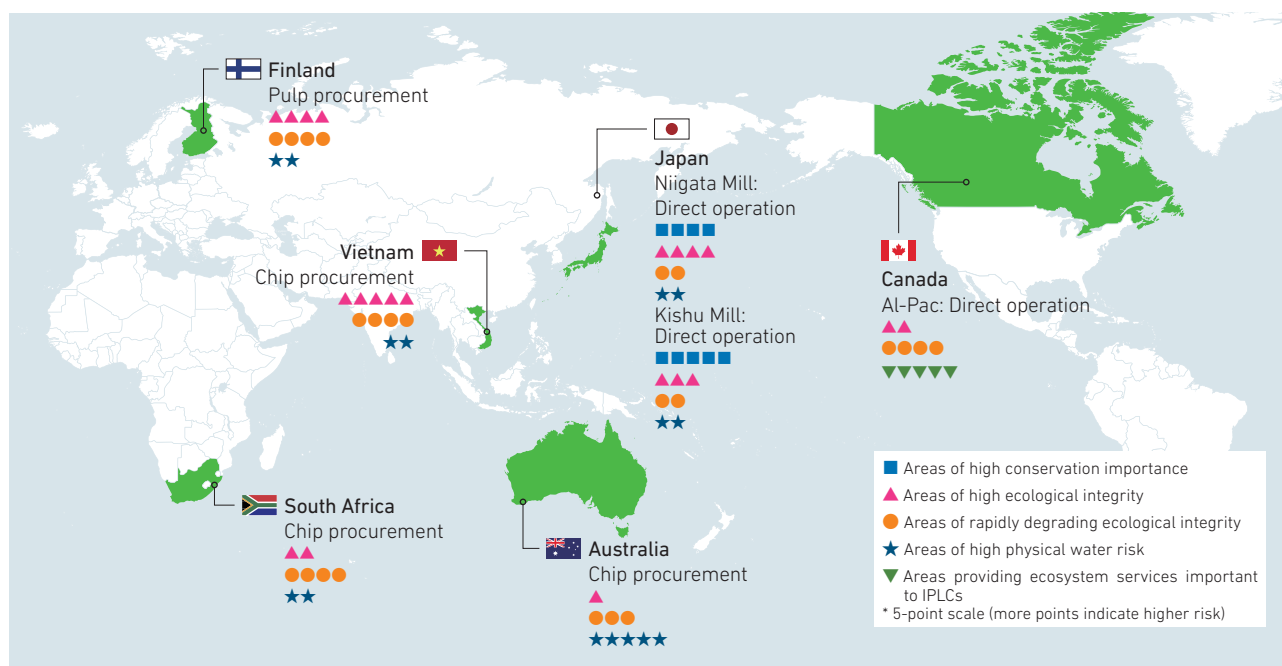 Finland
Pulp procurement
Japan
Niigata Mill:
Direct operation
Kishu Mill:
Direct operation
Vietnam
Chip procurement
Canada
Al-Pac: Direct operation
South Africa
Chip procurement
Australia
Chip procurement
Areas of high conservation importance
Areas of high ecological integrity
Areas of rapidly degrading ecological integrity
Areas of high physical water risk
Areas providing ecosystem services important
to IPLCs
* 5-point scale (more points indicate higher risk)